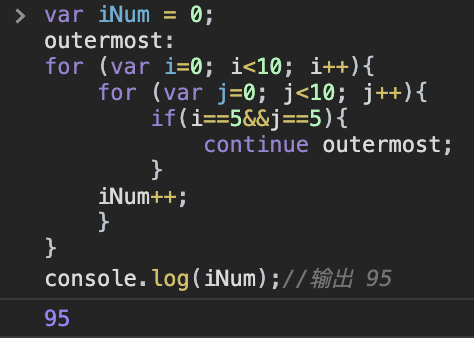 > var iNum = 0;
outermost:
for (var i=0; i<10; i++){
    for (var j=0; j<10; j++){
        if(i==5&&j==5){
            continue outermost;
        }
    iNum++;
    }
}
console.log(iNum);//输出 95
95